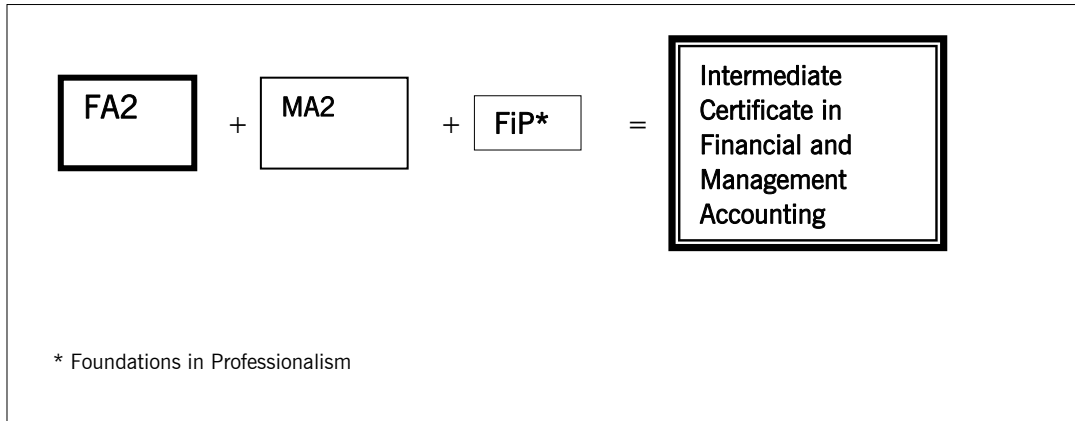 FA2 + MA2 + FiP* =
Intermediate
Certificate in
Financial and
Management
Accounting
* Foundations in Professionalism